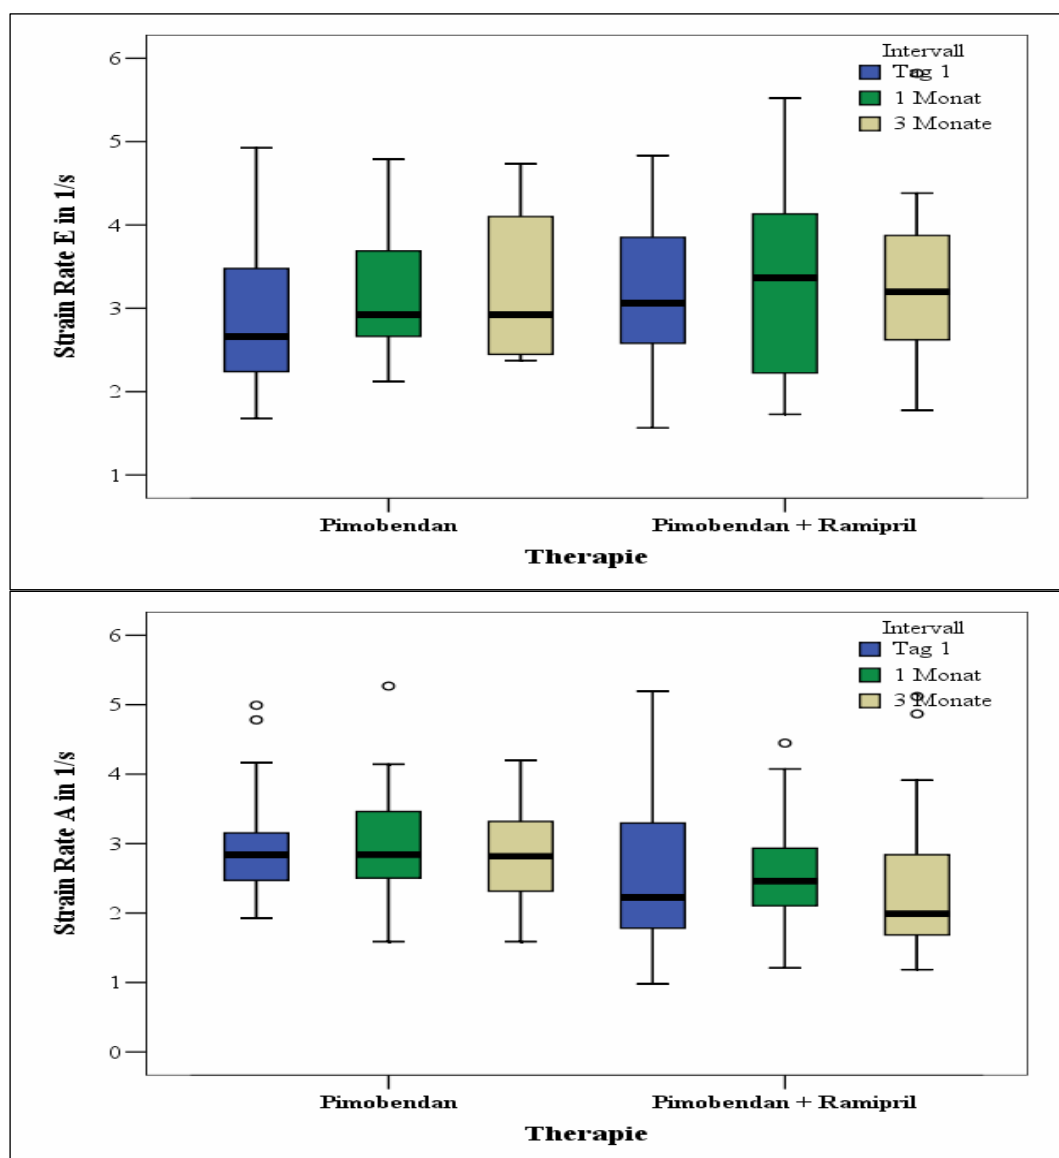 Intervall
Tag 1
1 Monat
3 Monate
6
5
4
3
2
1
Strain Rate E in 1/s
Pimobendan
Pimobendan + Ramipril
Therapie
Intervall
Tag 1
1 Monat
3 Monate
6
5
4
3
2
1
0
Strain Rate A in 1/s
Pimobendan
Pimobendan + Ramipril
Therapie